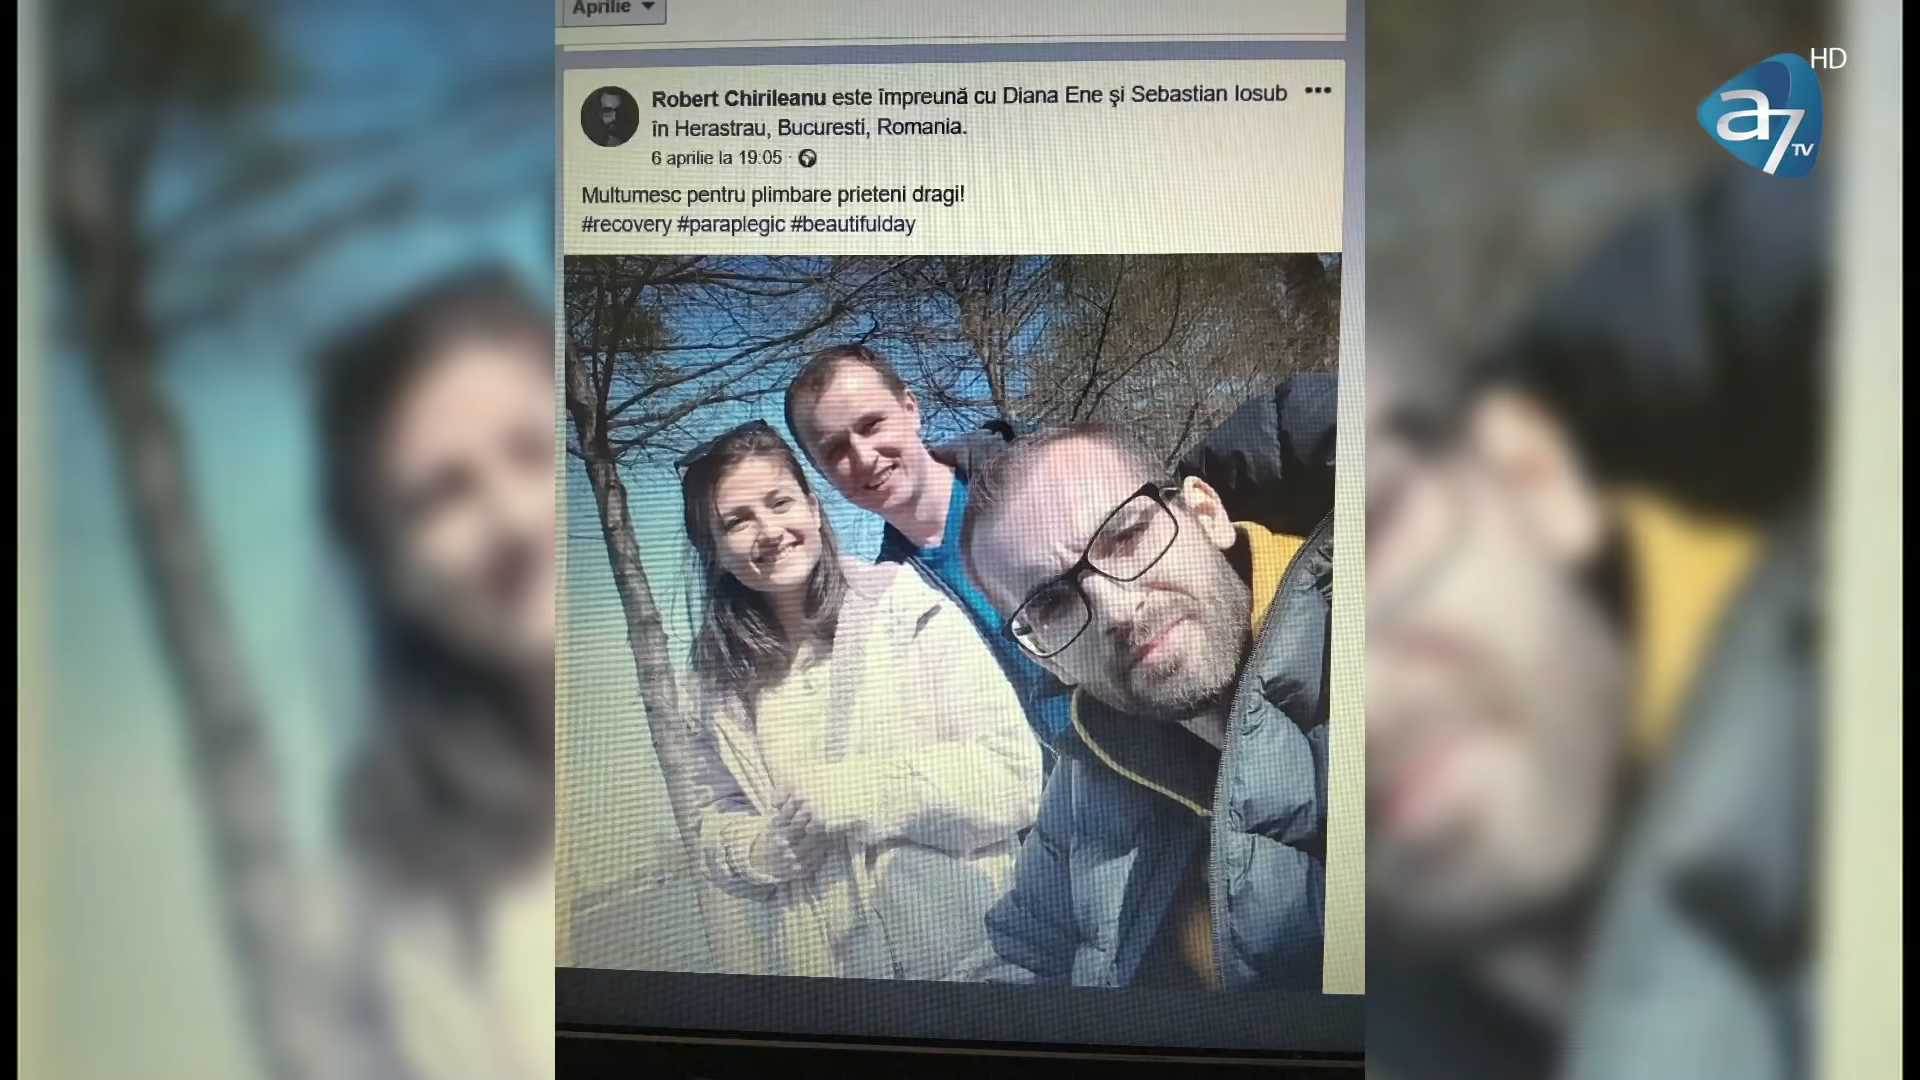 Aprilie
HD
a7
TV
Robert Chirileanu este împreună cu Diana Ene şi Sebastian Iosub
în Herastrau, Bucuresti, Romania.
6 aprilie la 19:05 ·
Multumesc pentru plimbare prieteni dragi!
#recovery #paraplegic #beautifulday